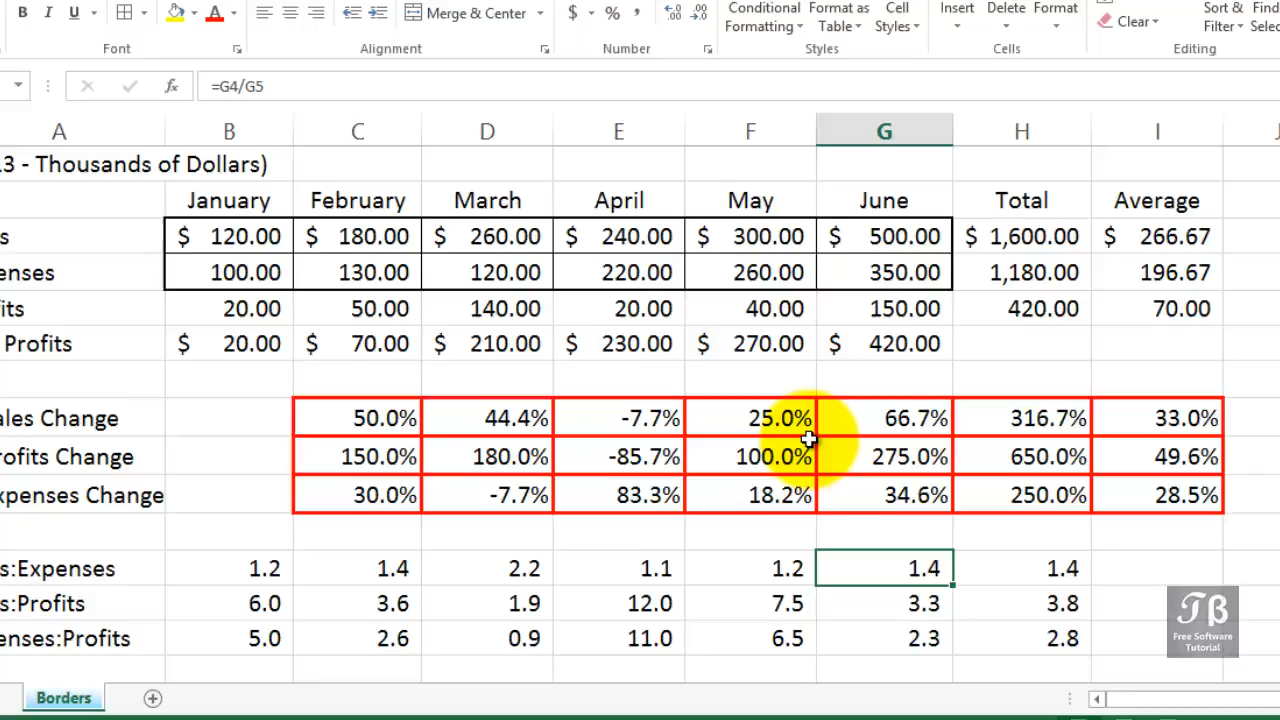 B I U A Merge & Center $ % , Conditional Formatting Format as Table Cell Styles Insert Delete Format Clear Sort & Filter
Font Alignment Number Styles Cells Editing
fx =G4/G5
A B C D E F G H I
3 - Thousands of Dollars)
January February March April May June Total Average
s $ 120.00 $ 180.00 $ 260.00 $ 240.00 $ 300.00 $ 500.00 $ 1,600.00 $ 266.67
enses 100.00 130.00 120.00 220.00 260.00 350.00 1,180.00 196.67
its 20.00 50.00 140.00 20.00 40.00 150.00 420.00 70.00
Profits $ 20.00 $ 70.00 $ 210.00 $ 230.00 $ 270.00 $ 420.00
ales Change 50.0% 44.4% -7.7% 25.0% 66.7% 316.7% 33.0%
rofits Change 150.0% 180.0% -85.7% 100.0% 275.0% 650.0% 49.6%
xpenses Change 30.0% -7.7% 83.3% 18.2% 34.6% 250.0% 28.5%
s:Expenses 1.2 1.4 2.2 1.1 1.2 1.4 1.4
s:Profits 6.0 3.6 1.9 12.0 7.5 3.3 3.8
enses:Profits 5.0 2.6 0.9 11.0 6.5 2.3 2.8
TB
Free Software
Tutorial
Borders